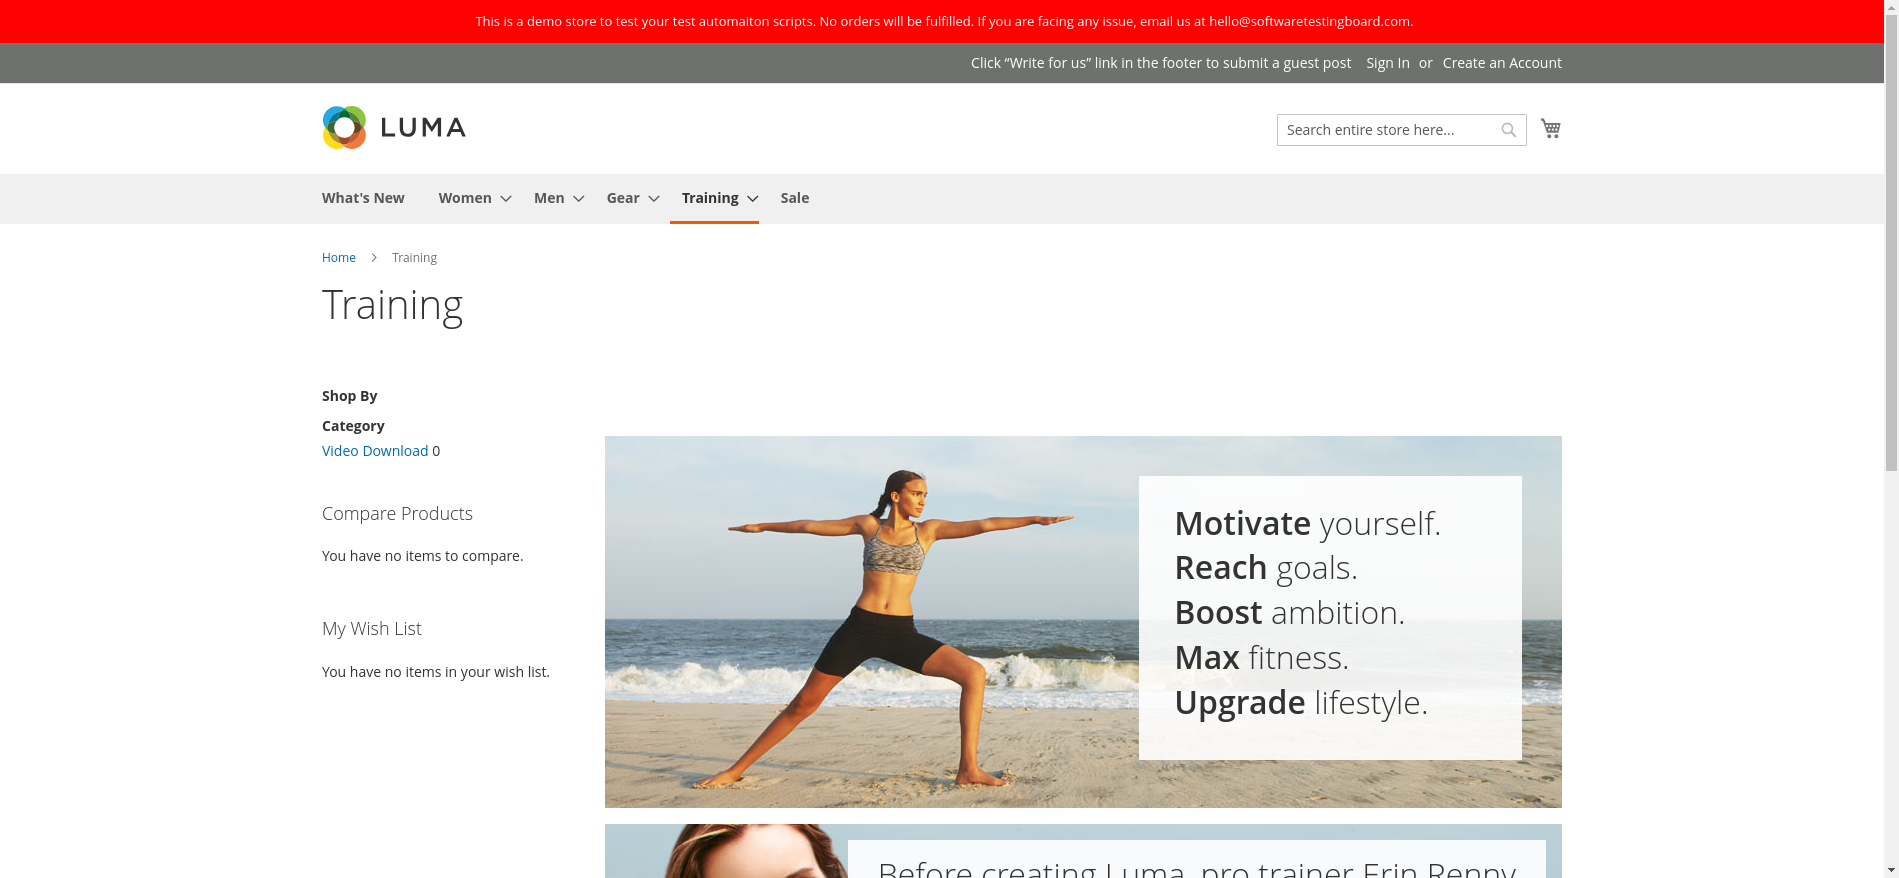 This is a demo store to test your test automaiton scripts. No orders will be fulfilled. If you are facing any issue, email us at hello@softwaretestingboard.com.
Click “Write for us” link in the footer to submit a guest post Sign In or Create an Account
LUMA
Search entire store here...
What's New Women Men Gear Training Sale
Home Training
Training
Shop By
Category
Video Download 0
Compare Products
You have no items to compare.
My Wish List
You have no items in your wish list.
Motivate yourself.
Reach goals.
Boost ambition.
Max fitness.
Upgrade lifestyle.
Before creating Luma, pro trainer Erin Renny